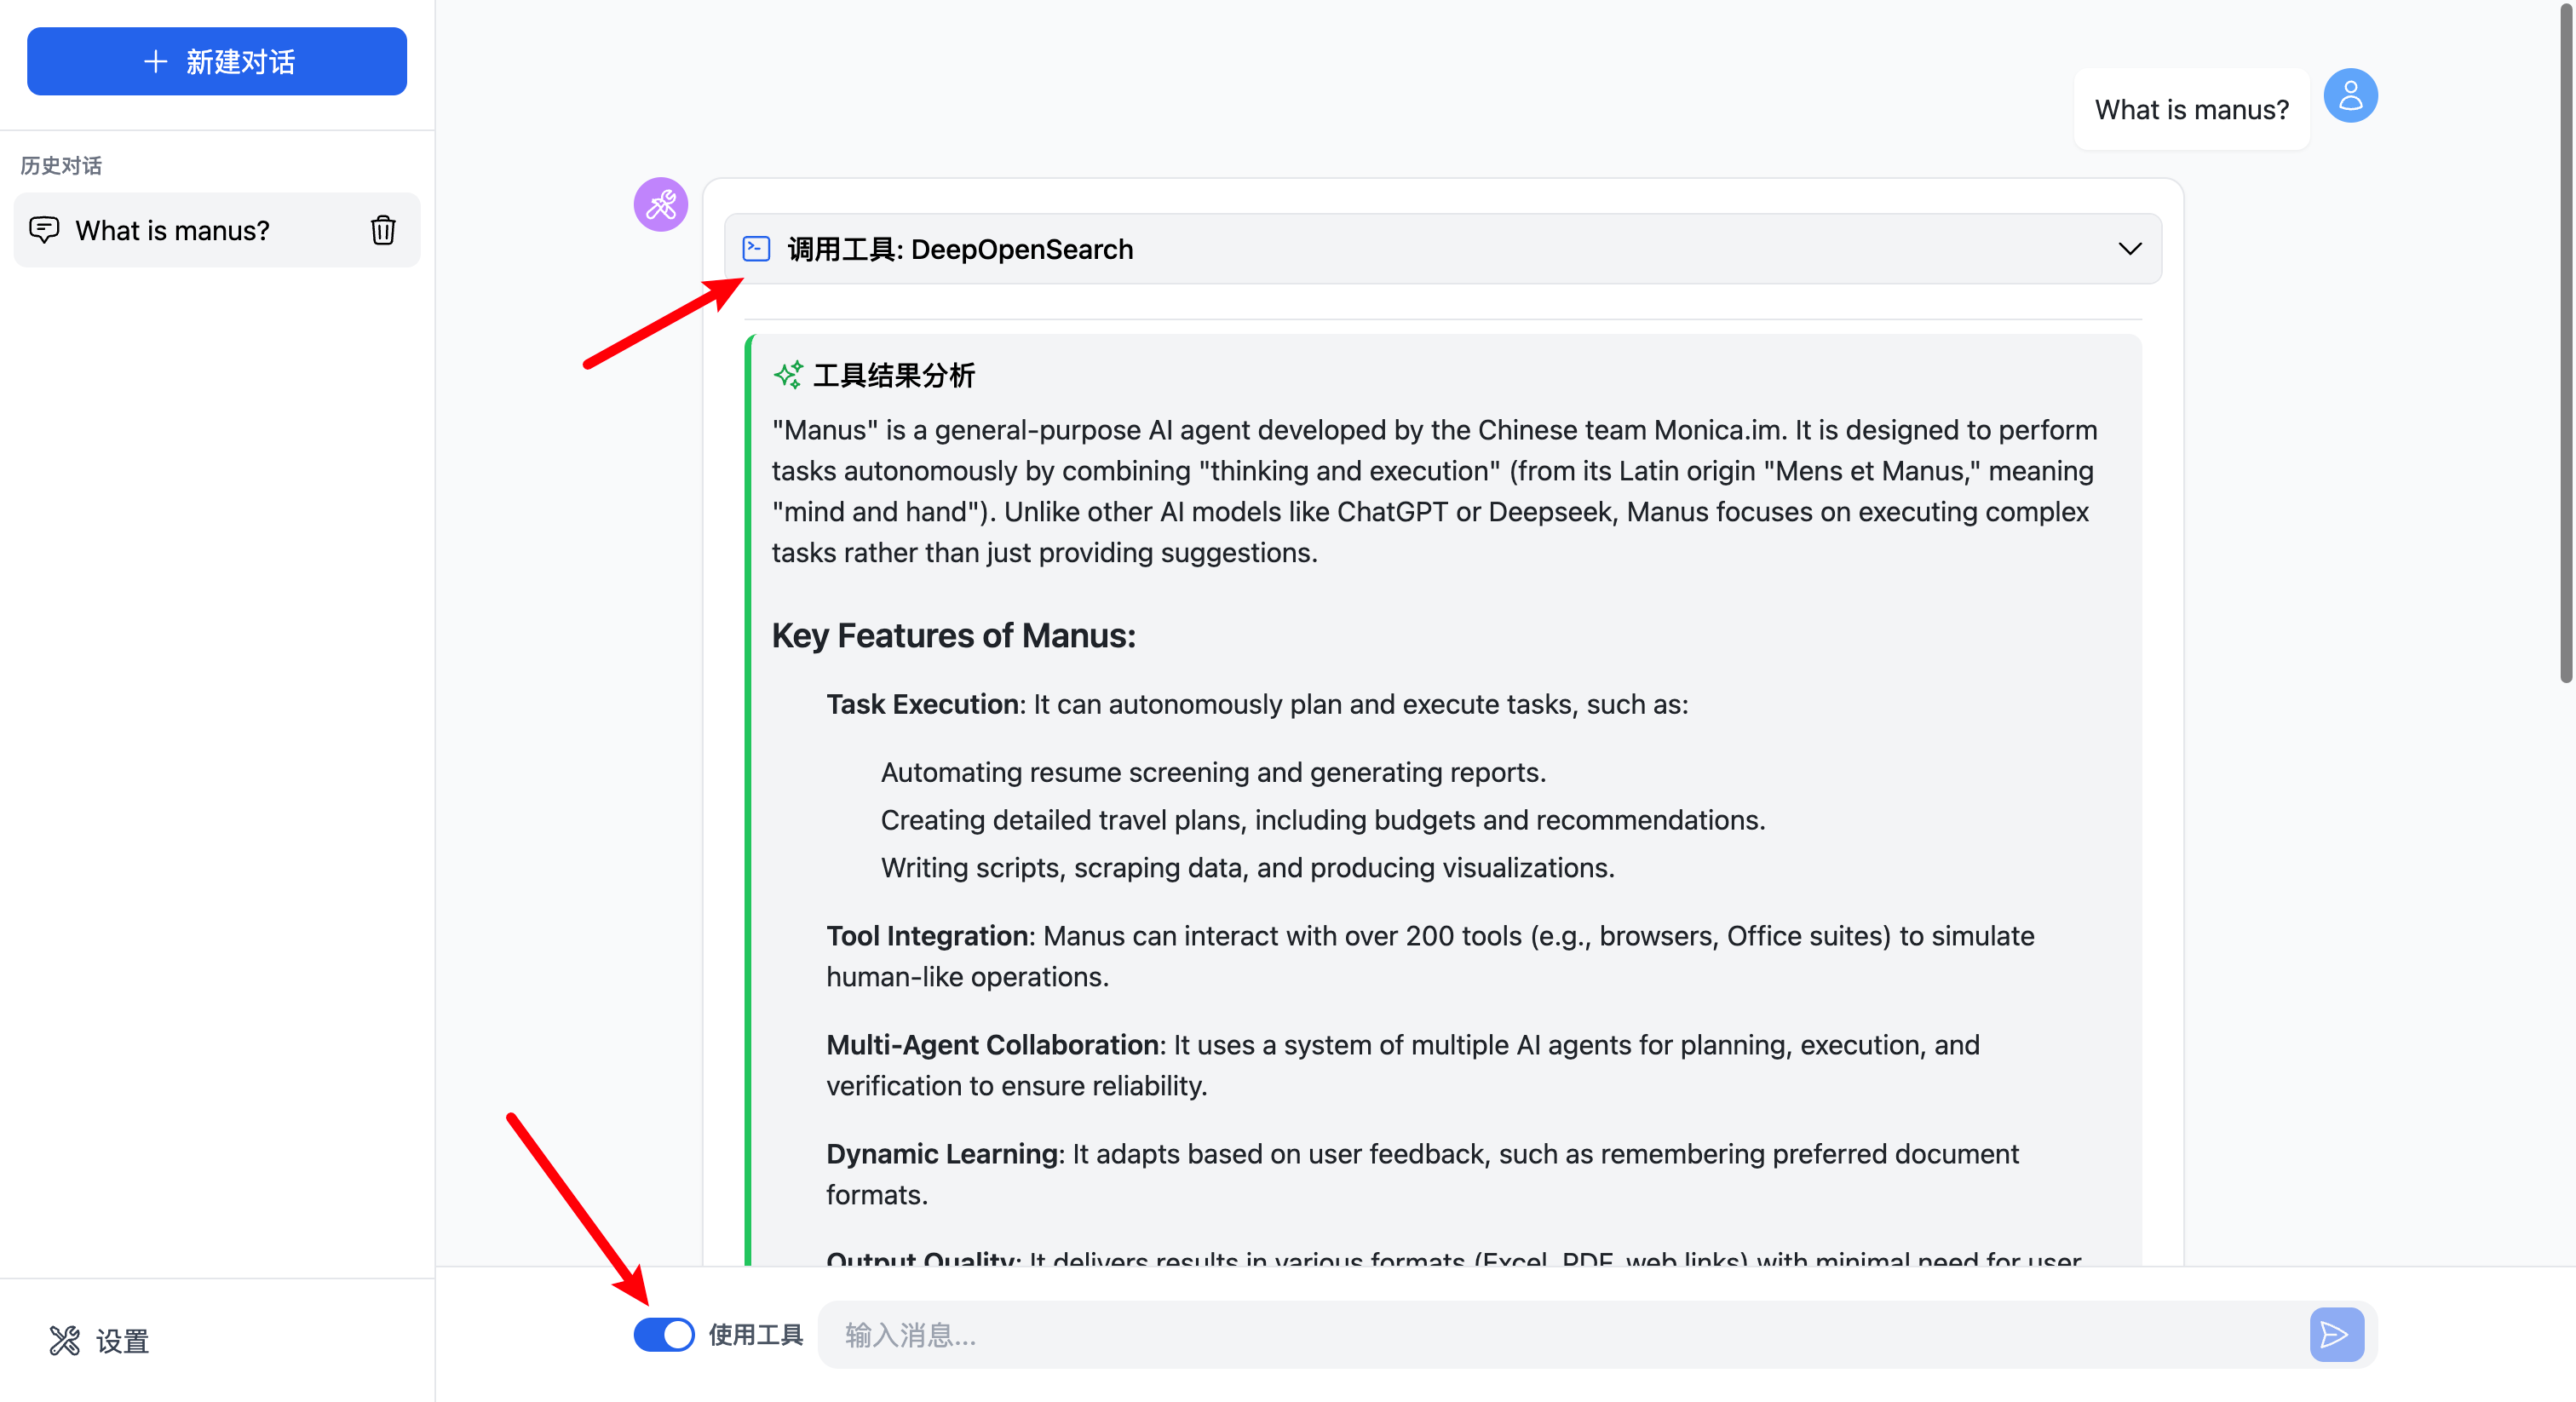 新建对话
历史对话
What is manus?
设置
What is manus?
调用工具: DeepOpenSearch
工具结果分析
"Manus" is a general-purpose AI agent developed by the Chinese team Monica.im. It is designed to perform
tasks autonomously by combining "thinking and execution" (from its Latin origin "Mens et Manus," meaning
"mind and hand"). Unlike other AI models like ChatGPT or Deepseek, Manus focuses on executing complex
tasks rather than just providing suggestions.
Key Features of Manus:
Task Execution: It can autonomously plan and execute tasks, such as:
Automating resume screening and generating reports.
Creating detailed travel plans, including budgets and recommendations.
Writing scripts, scraping data, and producing visualizations.
Tool Integration: Manus can interact with over 200 tools (e.g., browsers, Office suites) to simulate
human-like operations.
Multi-Agent Collaboration: It uses a system of multiple AI agents for planning, execution, and
verification to ensure reliability.
Dynamic Learning: It adapts based on user feedback, such as remembering preferred document
formats.
Output Quality: It delivers results in various formats (Excel, PDF, web links) with minimal need for user
使用工具
输入消息...